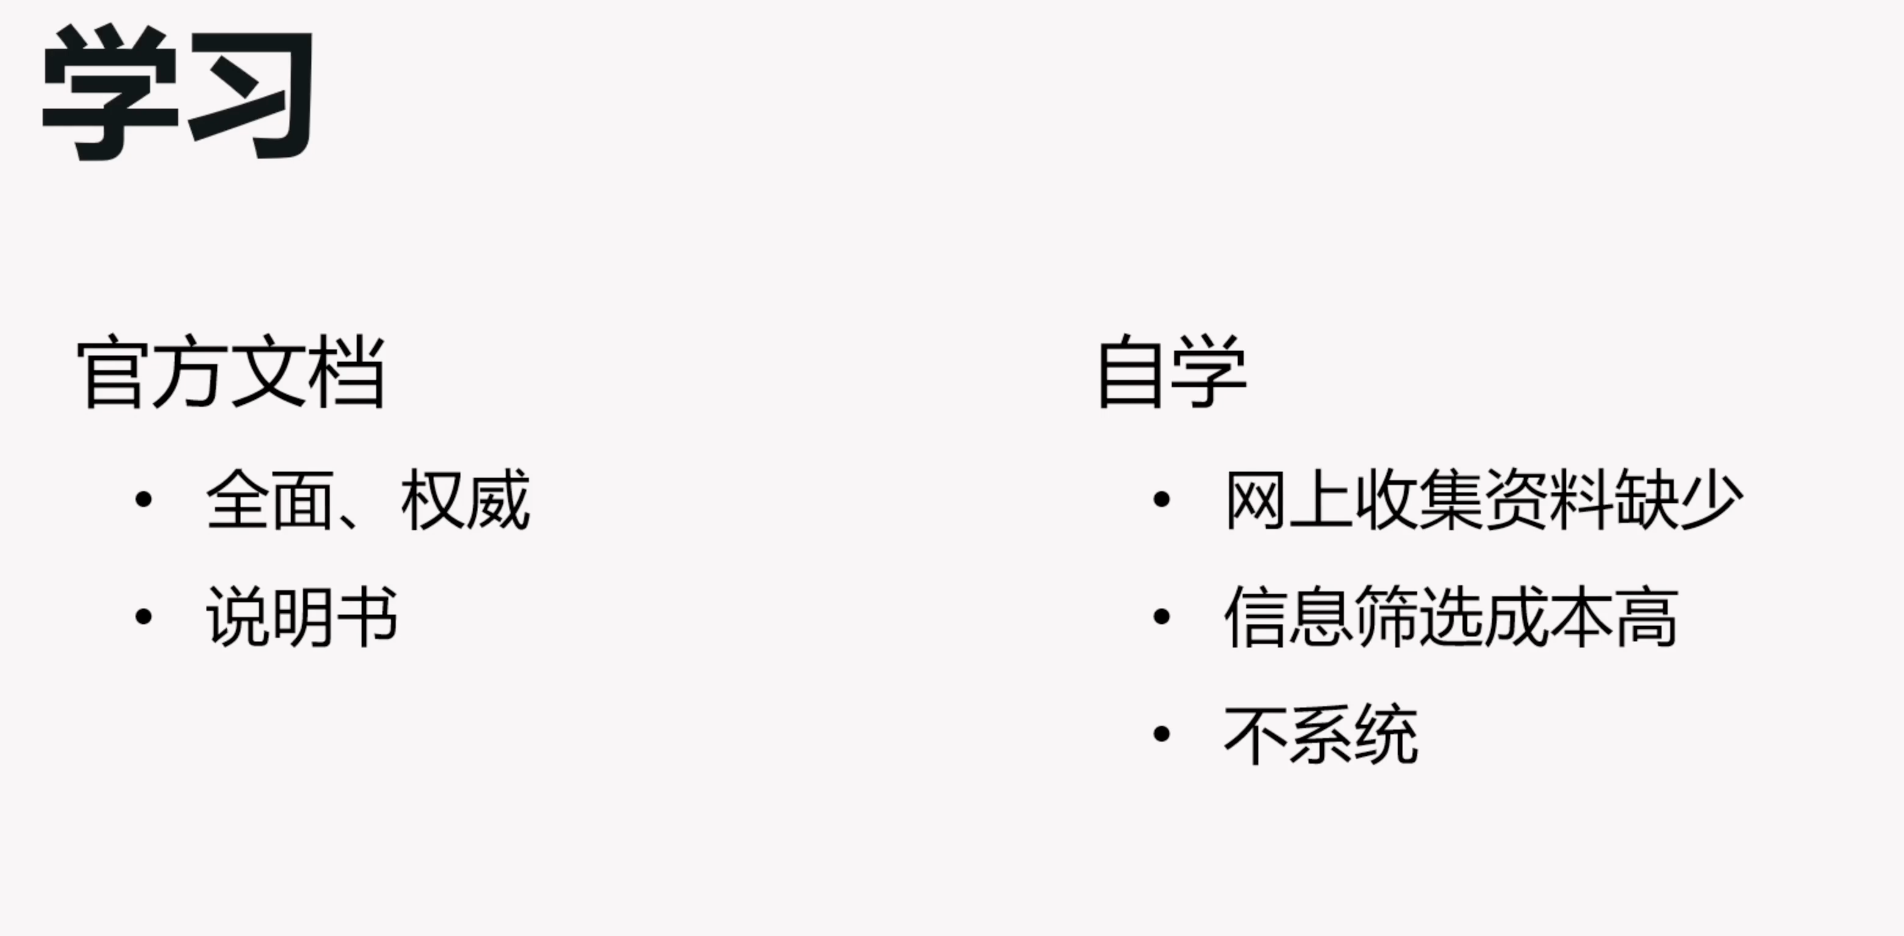 学习
官方文档
• 全面、权威
• 说明书
自学
• 网上收集资料缺少
• 信息筛选成本高
• 不系统